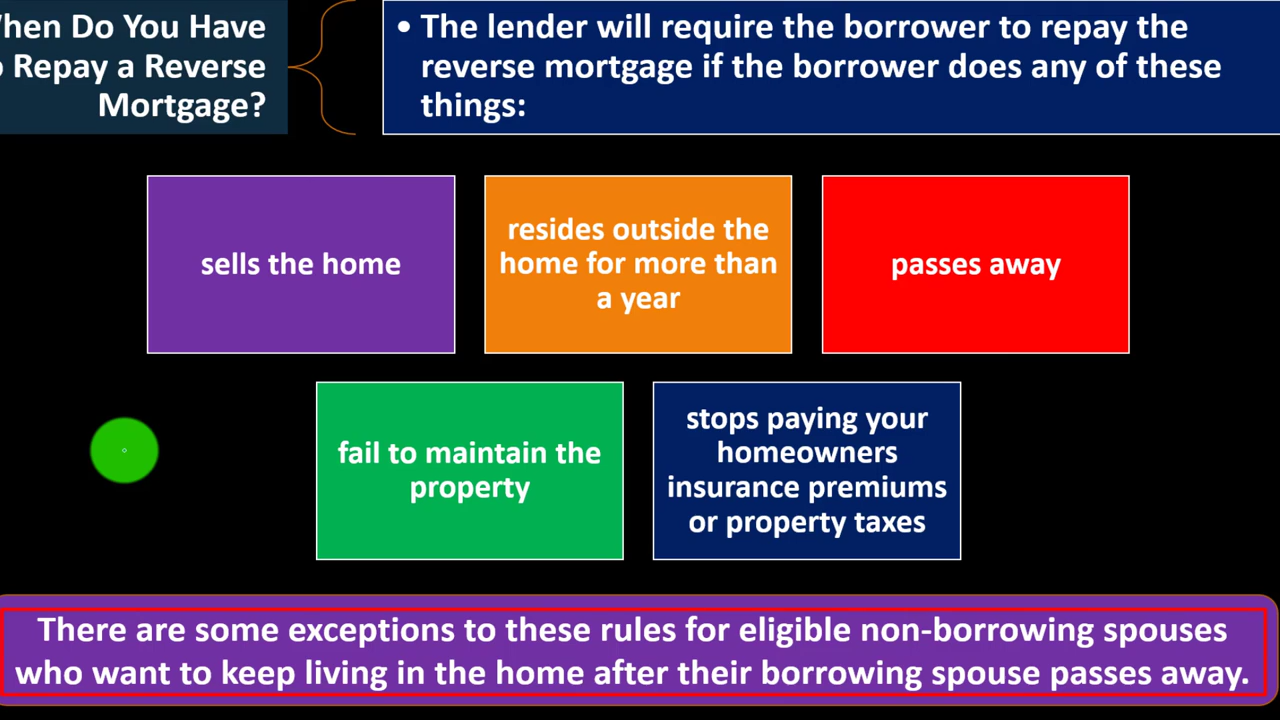 hen Do You Have
Repay a Reverse
Mortgage?
• The lender will require the borrower to repay the
reverse mortgage if the borrower does any of these
things:
sells the home
resides outside the
home for more than
a year
passes away
fail to maintain the
property
stops paying your
homeowners
insurance premiums
or property taxes
There are some exceptions to these rules for eligible non-borrowing spouses
who want to keep living in the home after their borrowing spouse passes away.